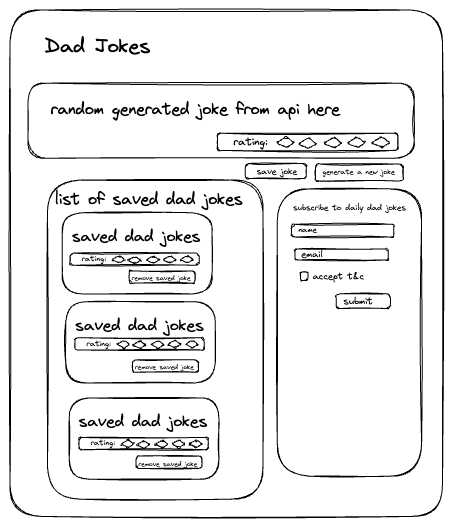 Dad Jokes
random generated joke from api here
rating:
save joke
generate a new joke
list of saved dad jokes
saved dad jokes
rating:
remove saved joke
saved dad jokes
rating:
remove saved joke
saved dad jokes
rating:
remove saved joke
subscribe to daily dad jokes
name
email
accept t&c
submit